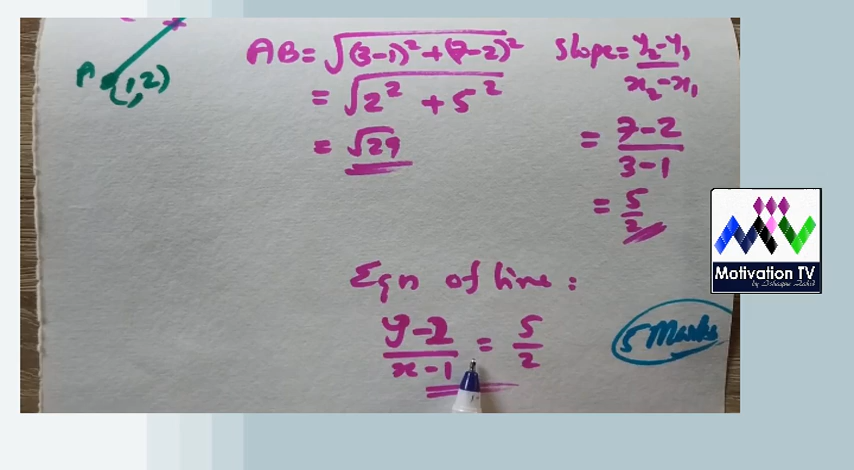 A (1, 2)
AB = √(3-1)² + (7-2)²
= √2² + 5²
= √29
Slope = y₂-y₁ / x₂-x₁
= 7-2 / 3-1
= 5/2
Eqn of line :
y-2 / x-1 = 5/2
5 Marks
Motivation TV